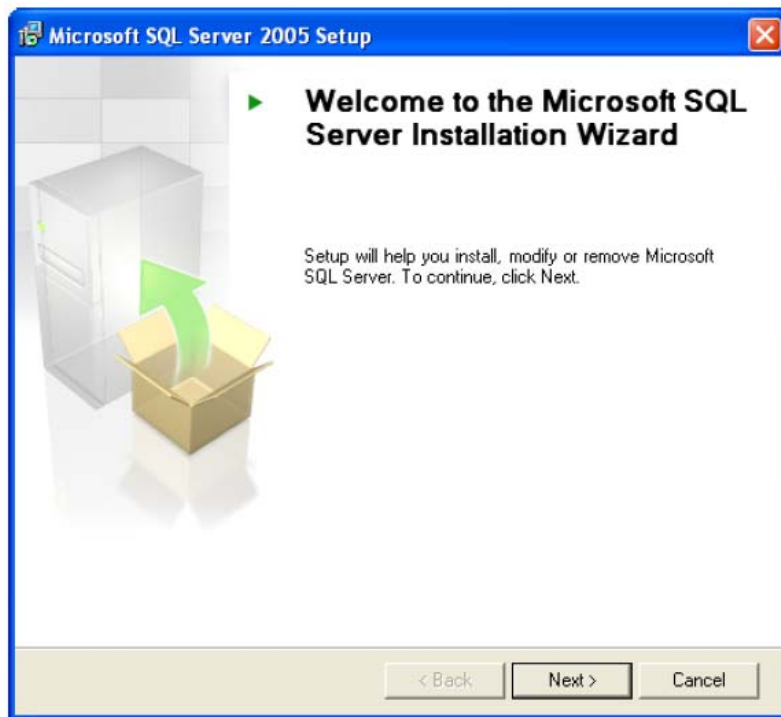 Microsoft SQL Server 2005 Setup
Welcome to the Microsoft SQL
Server Installation Wizard
Setup will help you install, modify or remove Microsoft
SQL Server. To continue, click Next.
< Back
Next >
Cancel